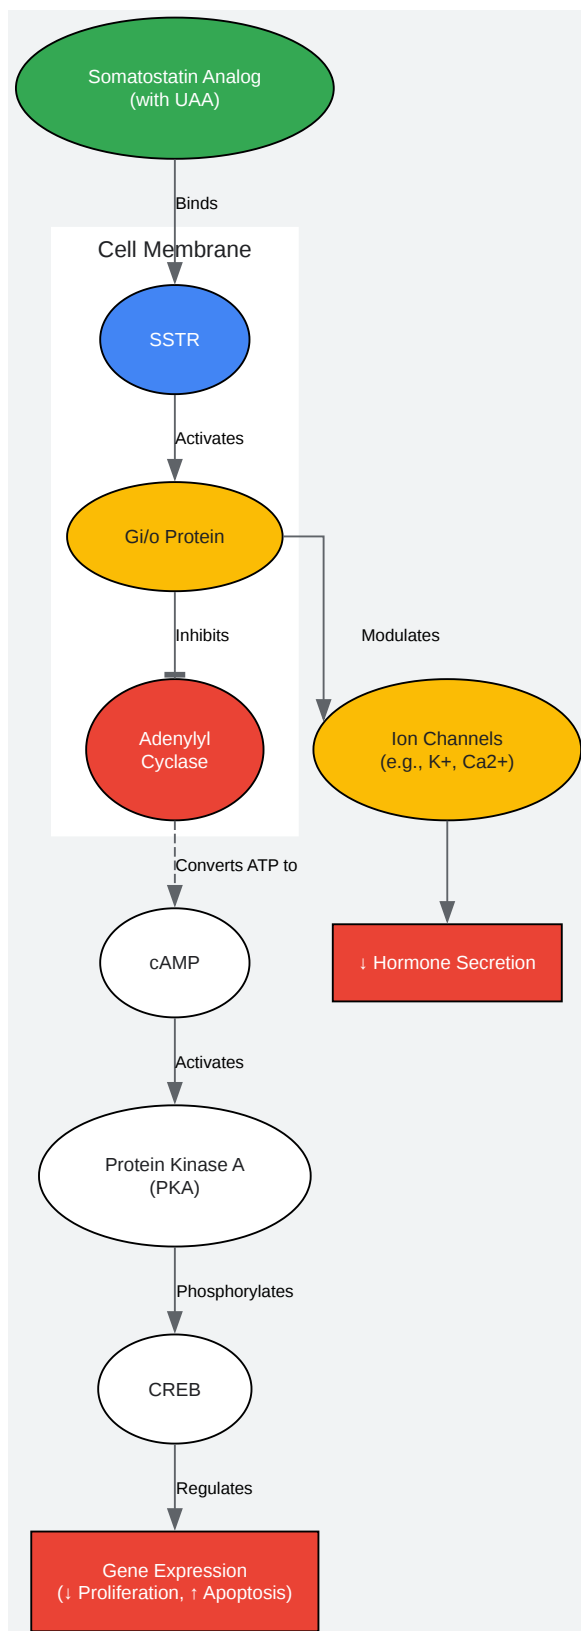 Somatostatin Analog
(with UAA)
Binds
Cell Membrane
SSTR
Activates
Gi/o Protein
Inhibits
Modulates
Adenylyl
Cyclase
Ion Channels
(e.g., K+, Ca2+)
Converts ATP to
cAMP
↓ Hormone Secretion
Activates
Protein Kinase A
(PKA)
Phosphorylates
CREB
Regulates
Gene Expression
(↓ Proliferation, ↑ Apoptosis)